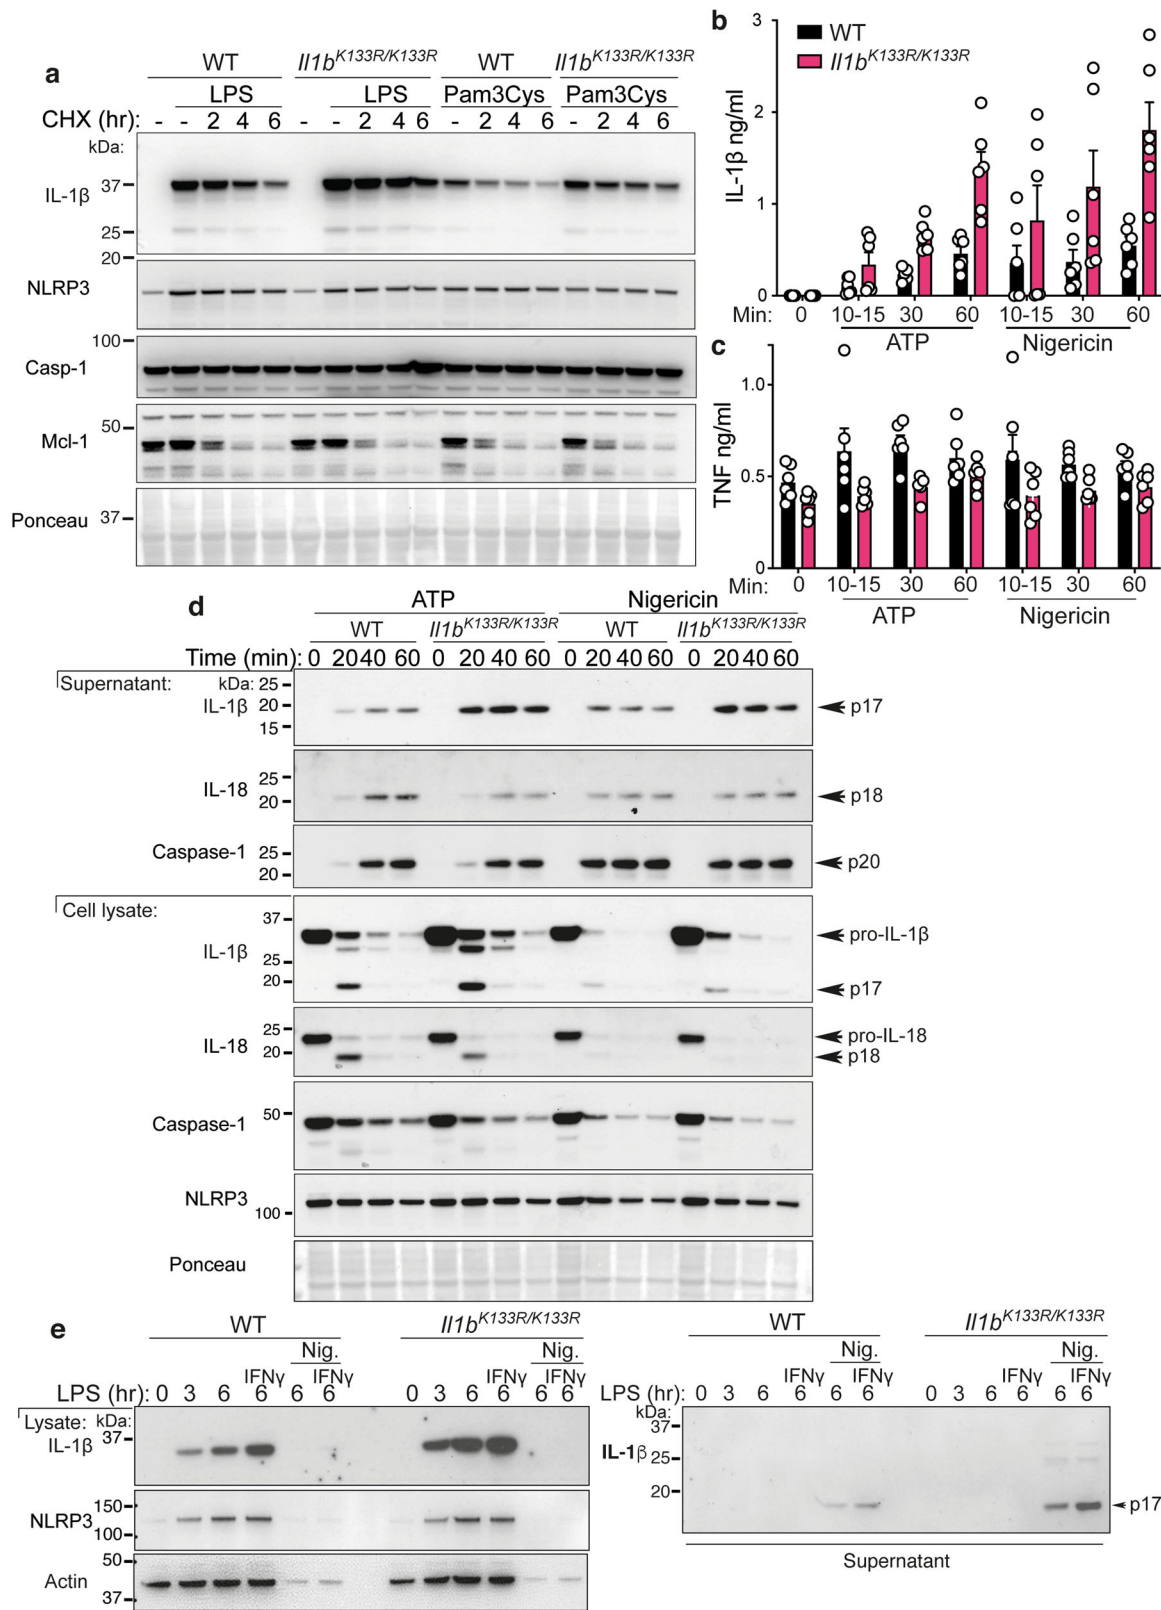 a
WT Il1bK133R/K133R WT Il1bK133R/K133R
LPS LPS Pam3Cys Pam3Cys
CHX (hr): - - 2 4 6 - - 2 4 6 - 2 4 6 - 2 4 6
kDa:
IL-1β 37
25
20
NLRP3
100
Casp-1
50
Mcl-1
Ponceau 37
b
WT
Il1bK133R/K133R
IL-1β ng/ml
3
2
1
0
Min: 0 10-15 30 60 10-15 30 60
ATP Nigericin
c
TNF ng/ml
1.0
0.5
0
Min: 0 10-15 30 60 10-15 30 60
ATP Nigericin
d
ATP Nigericin
WT Il1bK133R/K133R WT Il1bK133R/K133R
Time (min): 0 20 40 60 0 20 40 60 0 20 40 60 0 20 40 60
Supernatant: kDa: 25
IL-1β 20 p17
15
IL-18 25
20 p18
Caspase-1 25
20 p20
Cell lysate:
37 pro-IL-1β
IL-1β
25
20 p17
25 pro-IL-18
IL-18 20 p18
50
Caspase-1
NLRP3
100
Ponceau
e
WT Il1bK133R/K133R
Nig. Nig.
IFNγ IFNγ IFNγ IFNγ
LPS (hr): 0 3 6 6 6 6 0 3 6 6 6 6
Lysate: kDa:
IL-1β 37
150
NLRP3
100
50
Actin
37
WT Il1bK133R/K133R
Nig. Nig.
IFNγ IFNγ IFNγ IFNγ
LPS (hr): 0 3 6 6 6 6 0 3 6 6 6 6
kDa:
37
IL-1β 25
20
p17
Supernatant